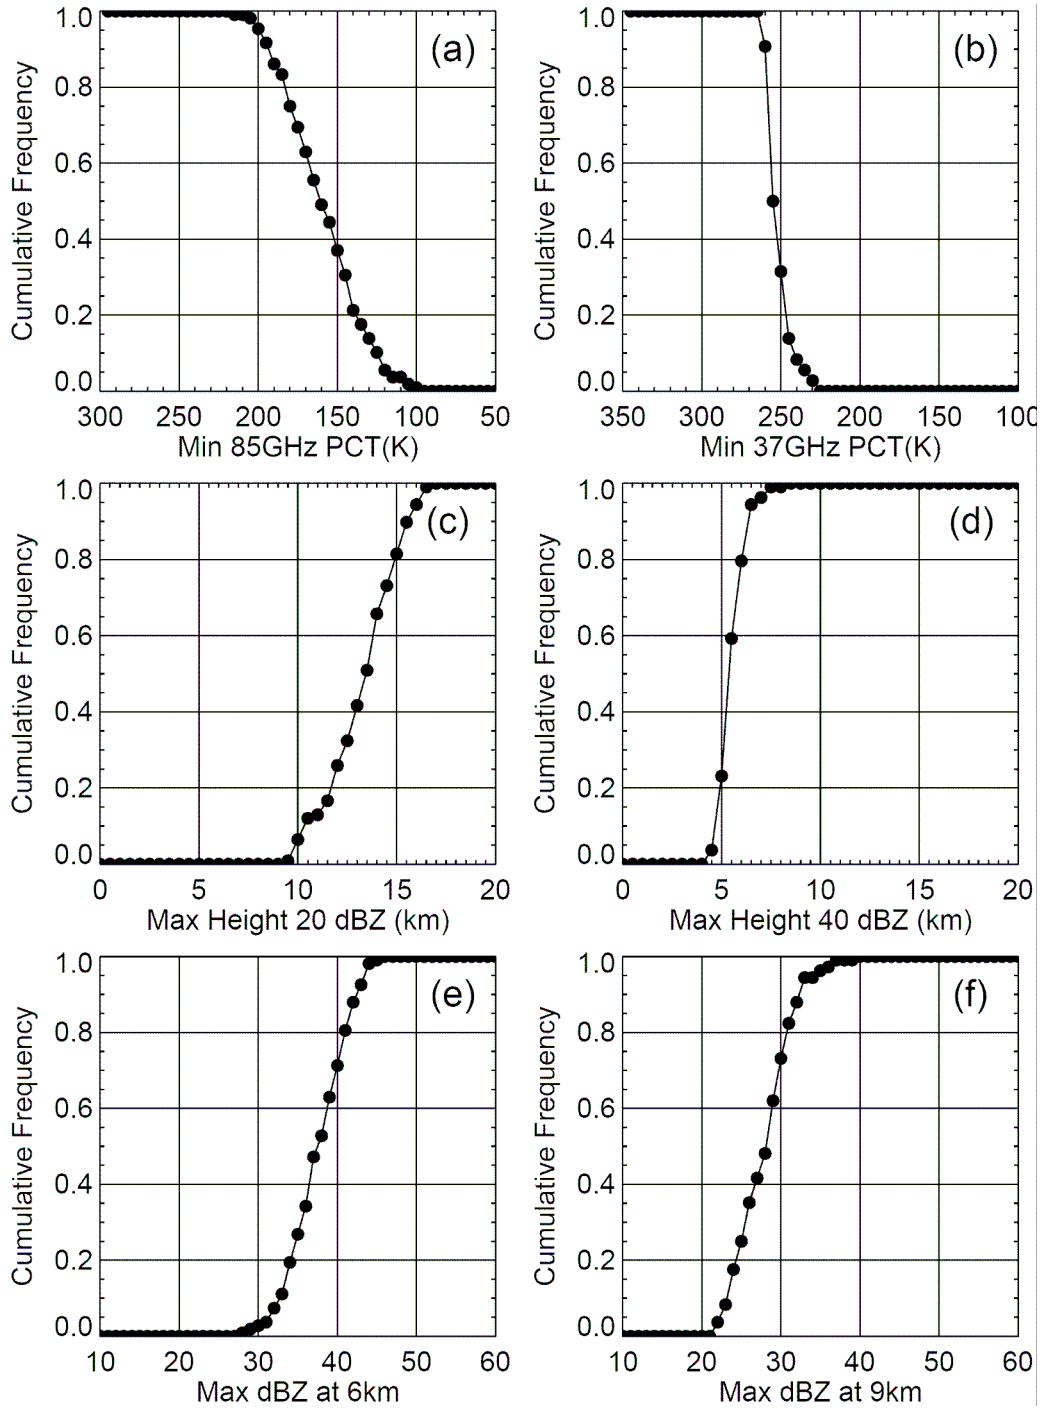 (a)
Cumulative Frequency
1.0
0.8
0.6
0.4
0.2
0.0
300 250 200 150 100 50
Min 85GHz PCT(K)
(b)
Cumulative Frequency
1.0
0.8
0.6
0.4
0.2
0.0
350 300 250 200 150 100
Min 37GHz PCT(K)
(c)
Cumulative Frequency
1.0
0.8
0.6
0.4
0.2
0.0
0 5 10 15 20
Max Height 20 dBZ (km)
(d)
Cumulative Frequency
1.0
0.8
0.6
0.4
0.2
0.0
0 5 10 15 20
Max Height 40 dBZ (km)
(e)
Cumulative Frequency
1.0
0.8
0.6
0.4
0.2
0.0
10 20 30 40 50 60
Max dBZ at 6km
(f)
Cumulative Frequency
1.0
0.8
0.6
0.4
0.2
0.0
10 20 30 40 50 60
Max dBZ at 9km